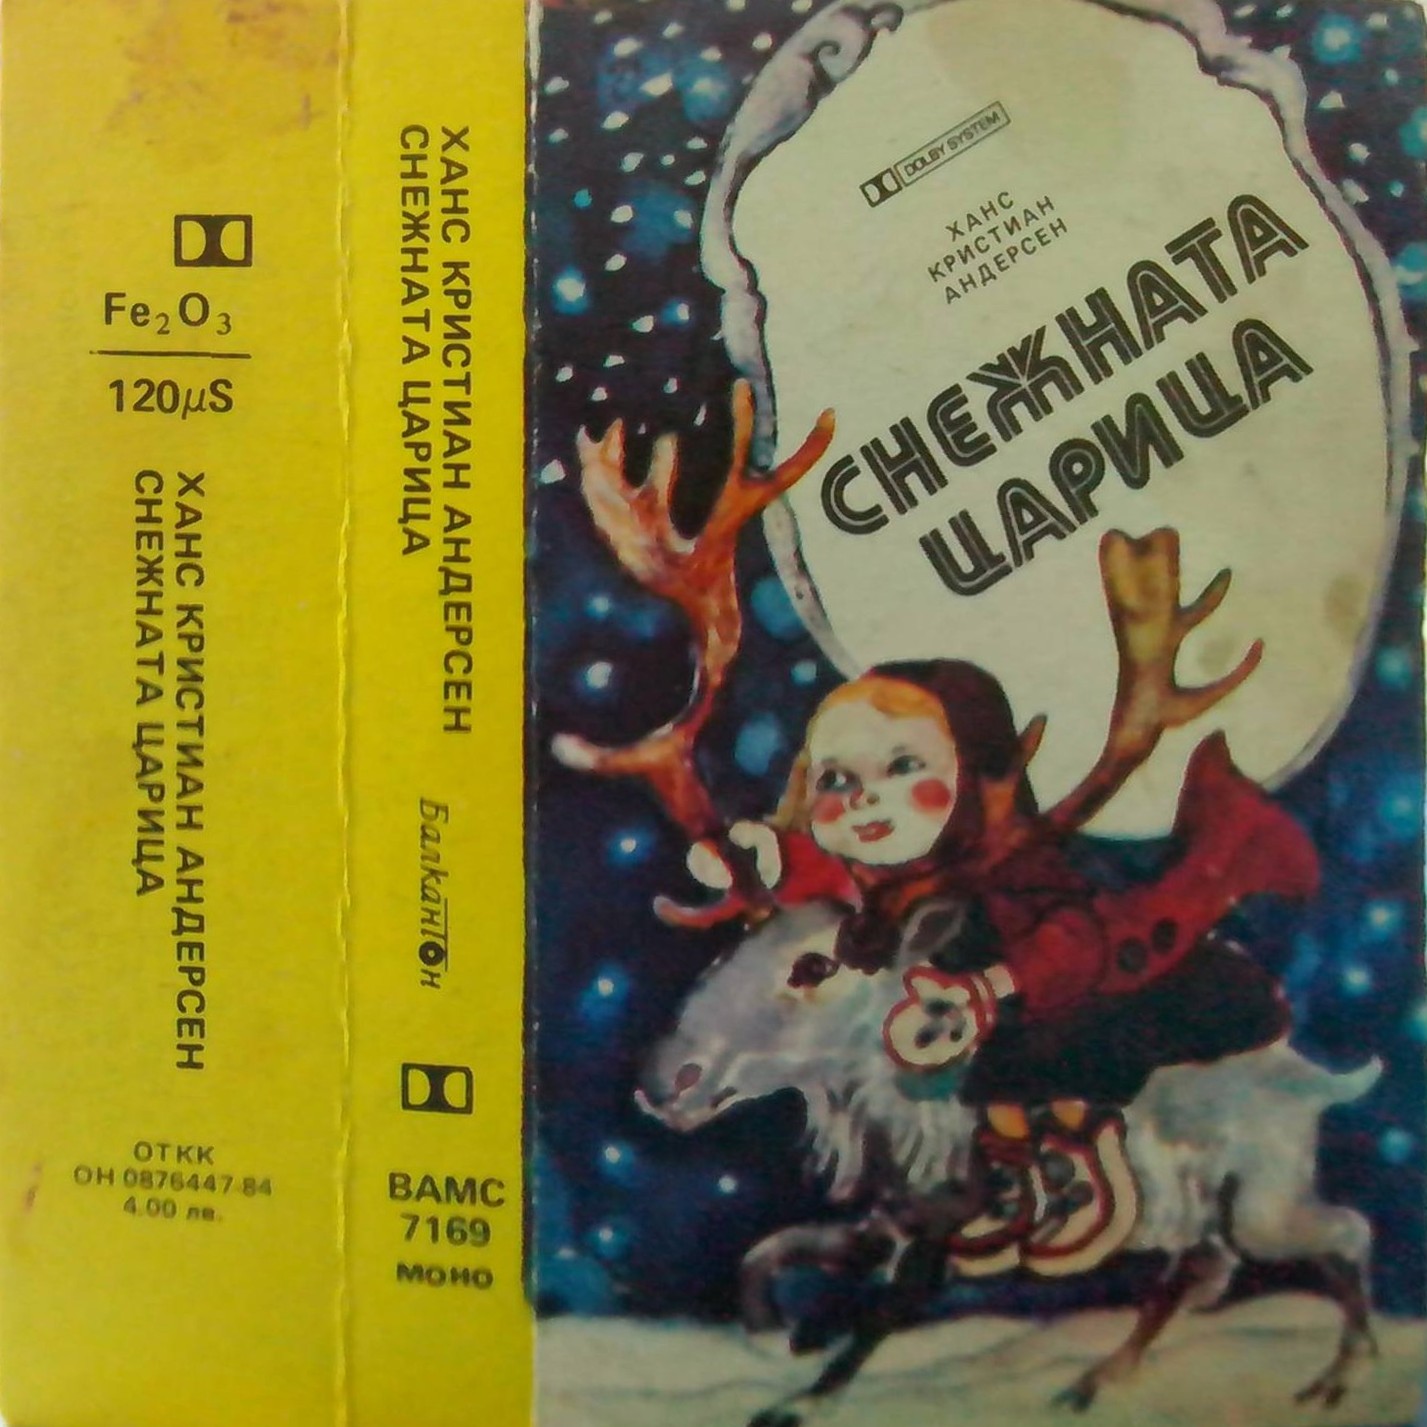 Fe₂O₃
120μS
ХАНС КРИСТИАН АНДЕРСЕН
СНЕЖНАТА ЦАРИЦА
ОТКК
ОН 0876447-84
4.00 лв.
ХАНС КРИСТИАН АНДЕРСЕН
СНЕЖНАТА ЦАРИЦА
Балкантон
ВАМС
7169
МОНО
DOLBY SYSTEM
ХАНС
КРИСТИАН
АНДЕРСЕН
СНЕЖНАТА
ЦАРИЦА